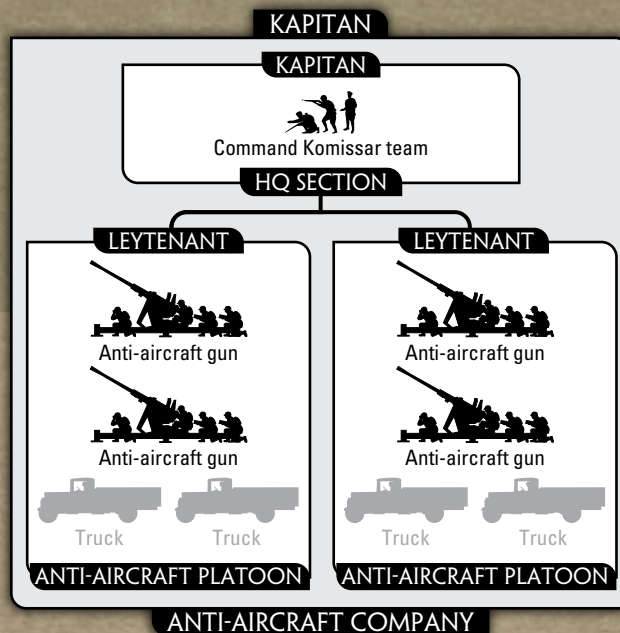 KAPITAN
KAPITAN
Command Komissar team
HQ SECTION
LEYTENANT
Anti-aircraft gun
Anti-aircraft gun
Truck Truck
ANTI-AIRCRAFT PLATOON
LEYTENANT
Anti-aircraft gun
Anti-aircraft gun
Truck Truck
ANTI-AIRCRAFT PLATOON
ANTI-AIRCRAFT COMPANY